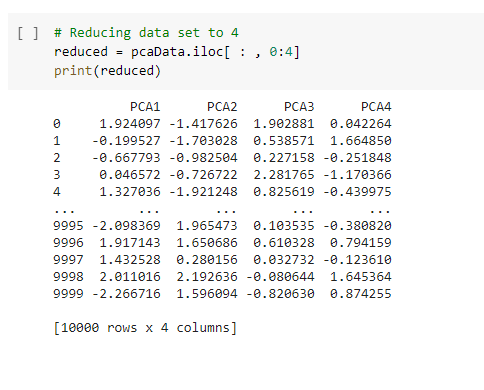 [ ] # Reducing data set to 4
reduced = pcaData.iloc[ : , 0:4]
print(reduced)
PCA1 PCA2 PCA3 PCA4
0 1.924097 -1.417626 1.902881 0.042264
1 -0.199527 -1.703028 0.538571 1.664850
2 -0.667793 -0.982504 0.227158 -0.251848
3 0.046572 -0.726722 2.281765 -1.170366
4 1.327036 -1.921248 0.825619 -0.439975
... ... ... ... ...
9995 -2.098369 1.965473 0.103535 -0.380820
9996 1.917143 1.650686 0.610328 0.794159
9997 1.432528 0.280156 0.032732 -0.123610
9998 2.011016 2.192636 -0.080644 1.645364
9999 -2.266716 1.596094 -0.820630 0.874255
[10000 rows x 4 columns]